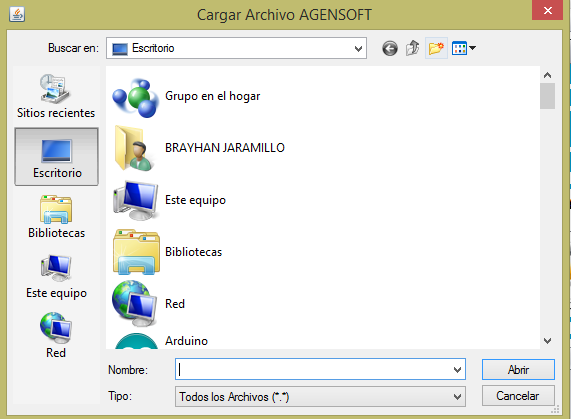 Cargar Archivo AGENSOFT
Buscar en:
Escritorio
Sitios recientes
Escritorio
Bibliotecas
Este equipo
Red
Grupo en el hogar
BRAYHAN JARAMILLO
Este equipo
Bibliotecas
Red
Arduino
Nombre:
Abrir
Tipo:
Todos los Archivos (*.*)
Cancelar